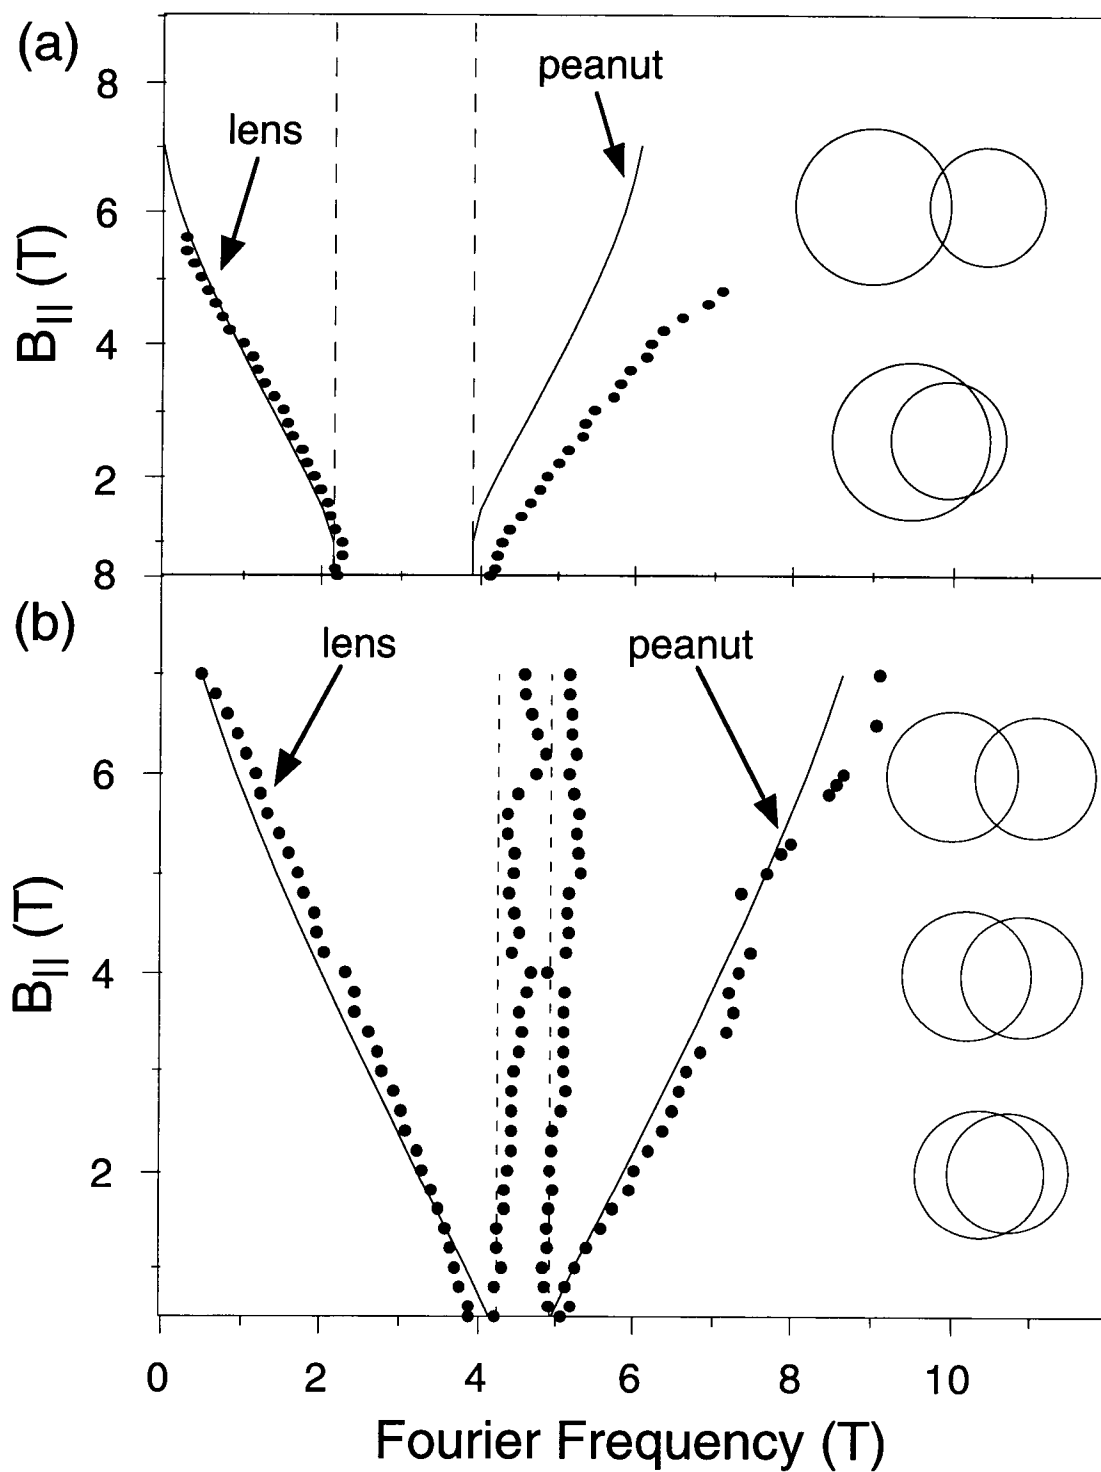 (a)
peanut
lens
8
6
4
2
B|| (T)
8
(b)
lens
peanut
6
4
2
B|| (T)
0 2 4 6 8 10
Fourier Frequency (T)